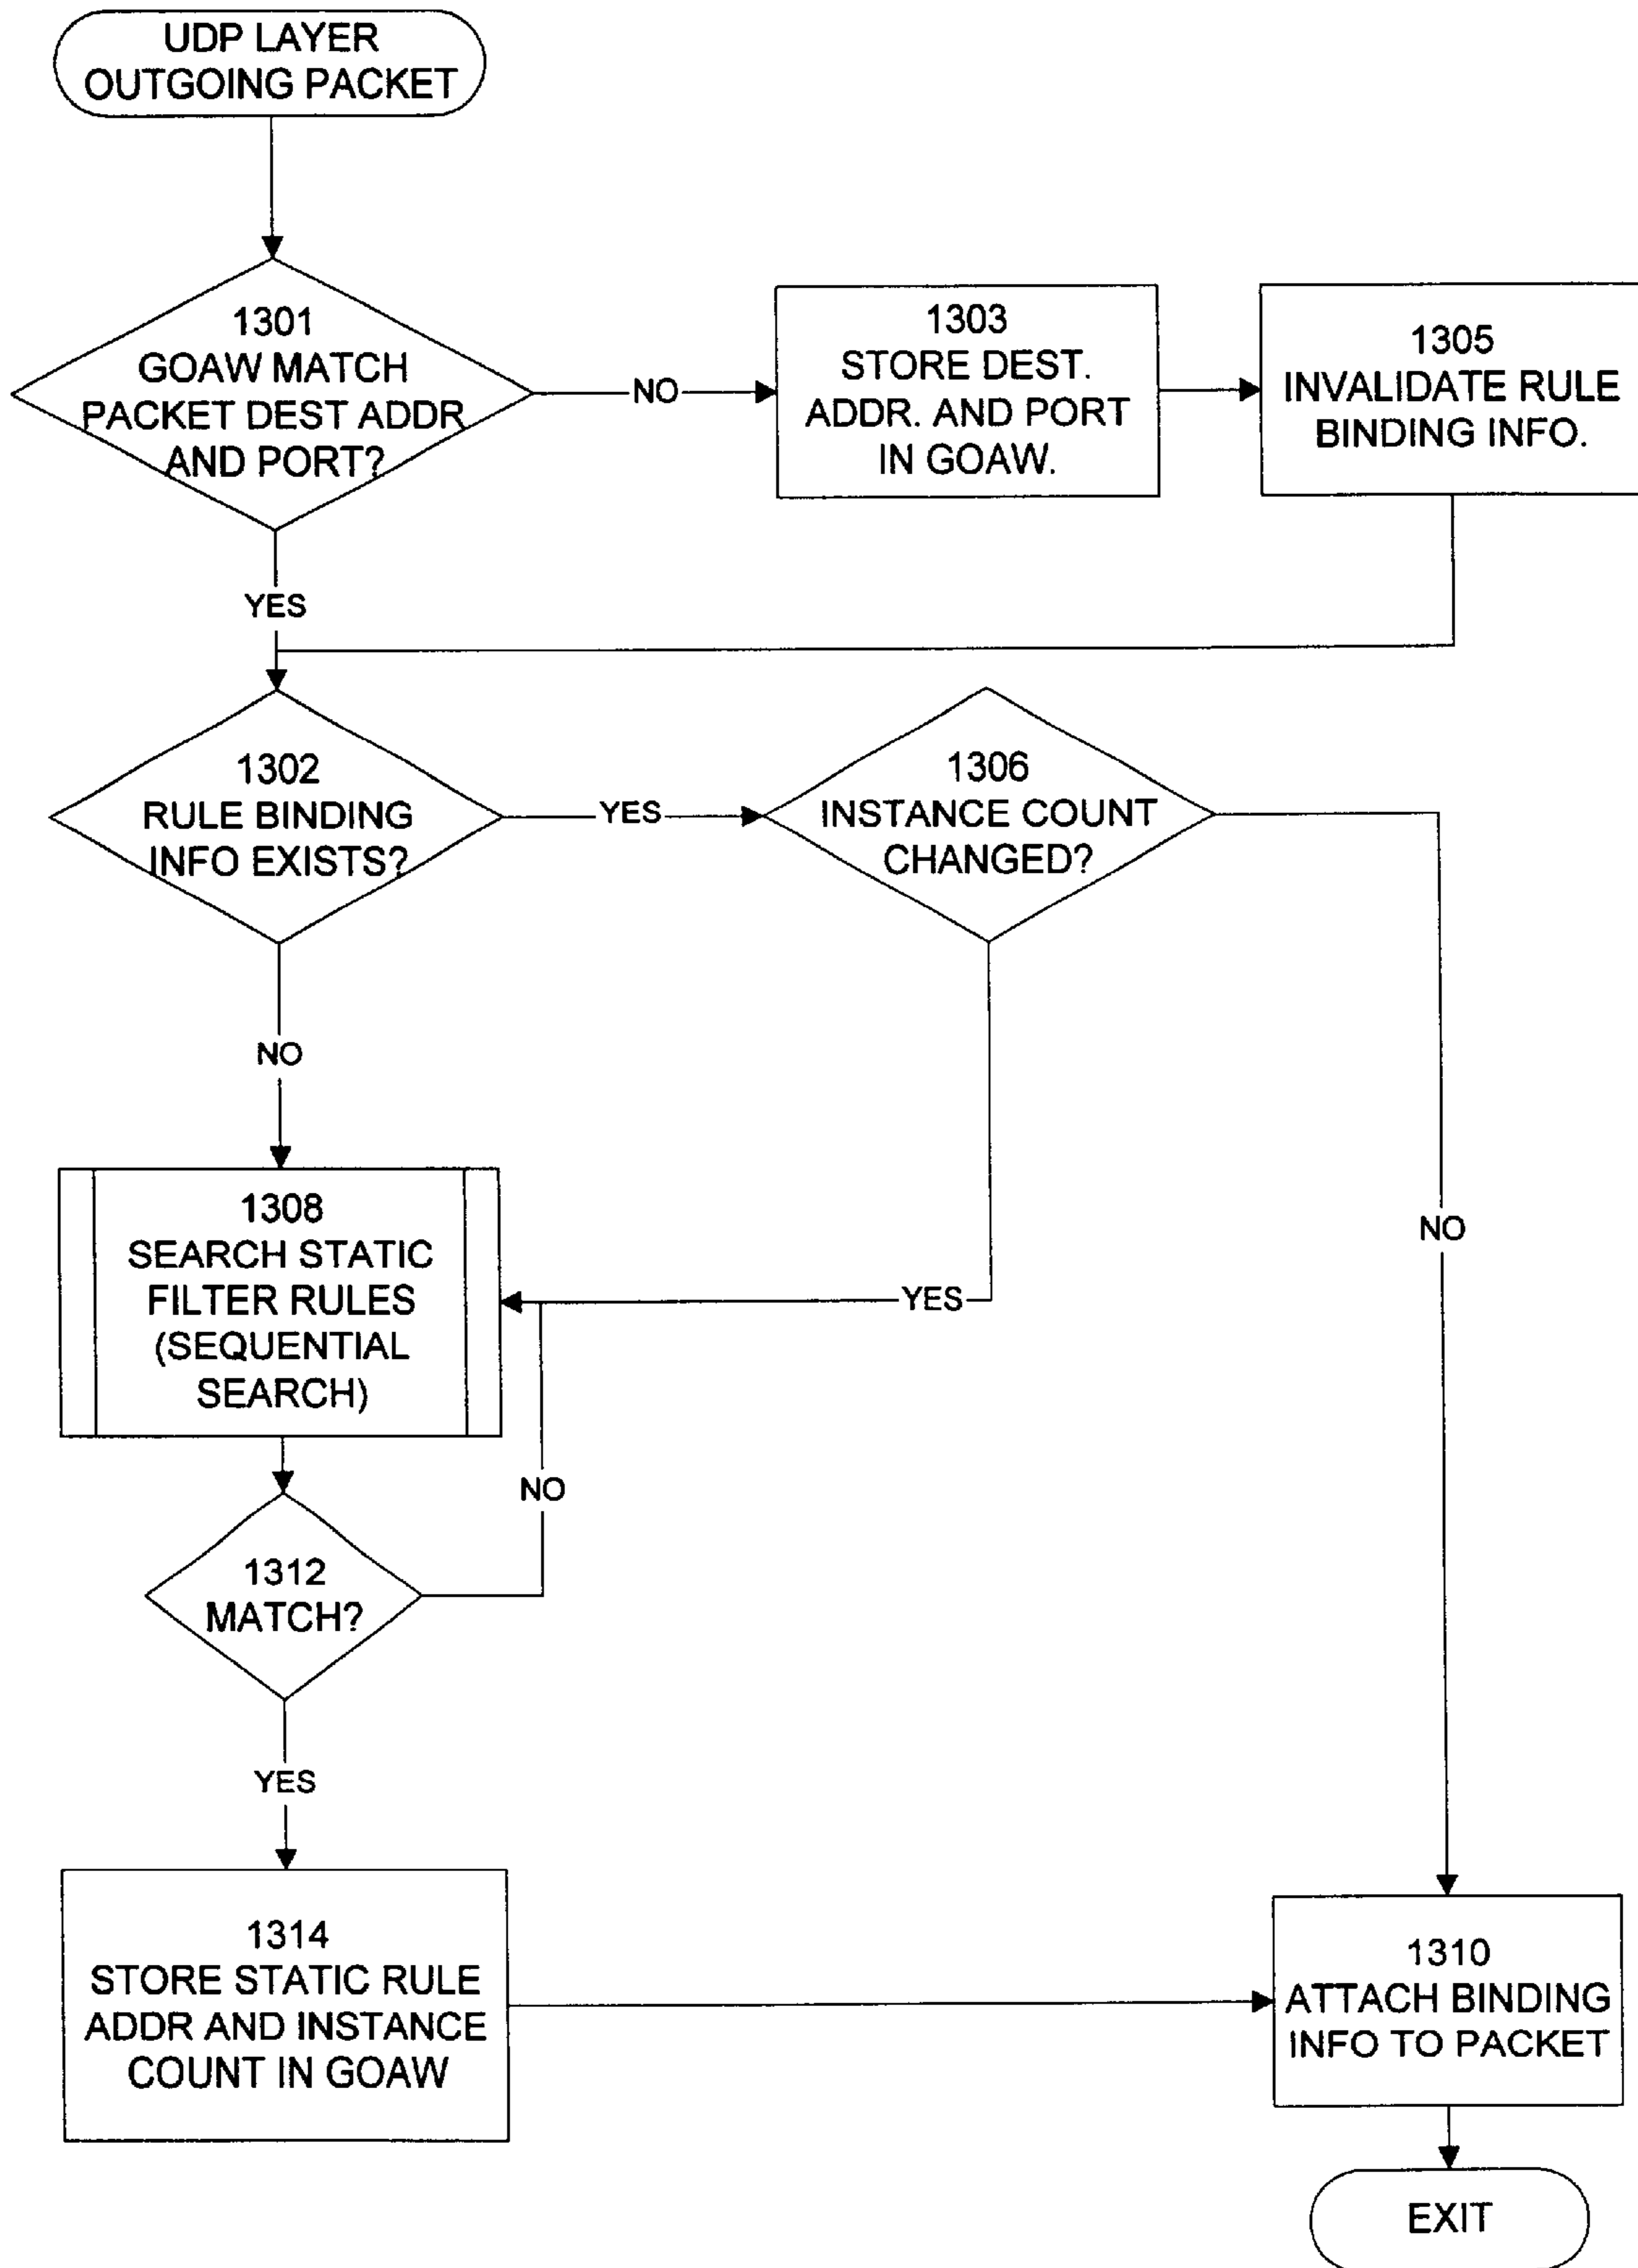 UDP LAYER
OUTGOING PACKET
1301
GOAW MATCH
PACKET DEST ADDR
AND PORT?
NO
1303
STORE DEST.
ADDR. AND PORT
IN GOAW.
1305
INVALIDATE RULE
BINDING INFO.
YES
1302
RULE BINDING
INFO EXISTS?
YES
1306
INSTANCE COUNT
CHANGED?
NO
NO
1308
SEARCH STATIC
FILTER RULES
(SEQUENTIAL
SEARCH)
YES
NO
1312
MATCH?
YES
1314
STORE STATIC RULE
ADDR AND INSTANCE
COUNT IN GOAW
1310
ATTACH BINDING
INFO TO PACKET
EXIT